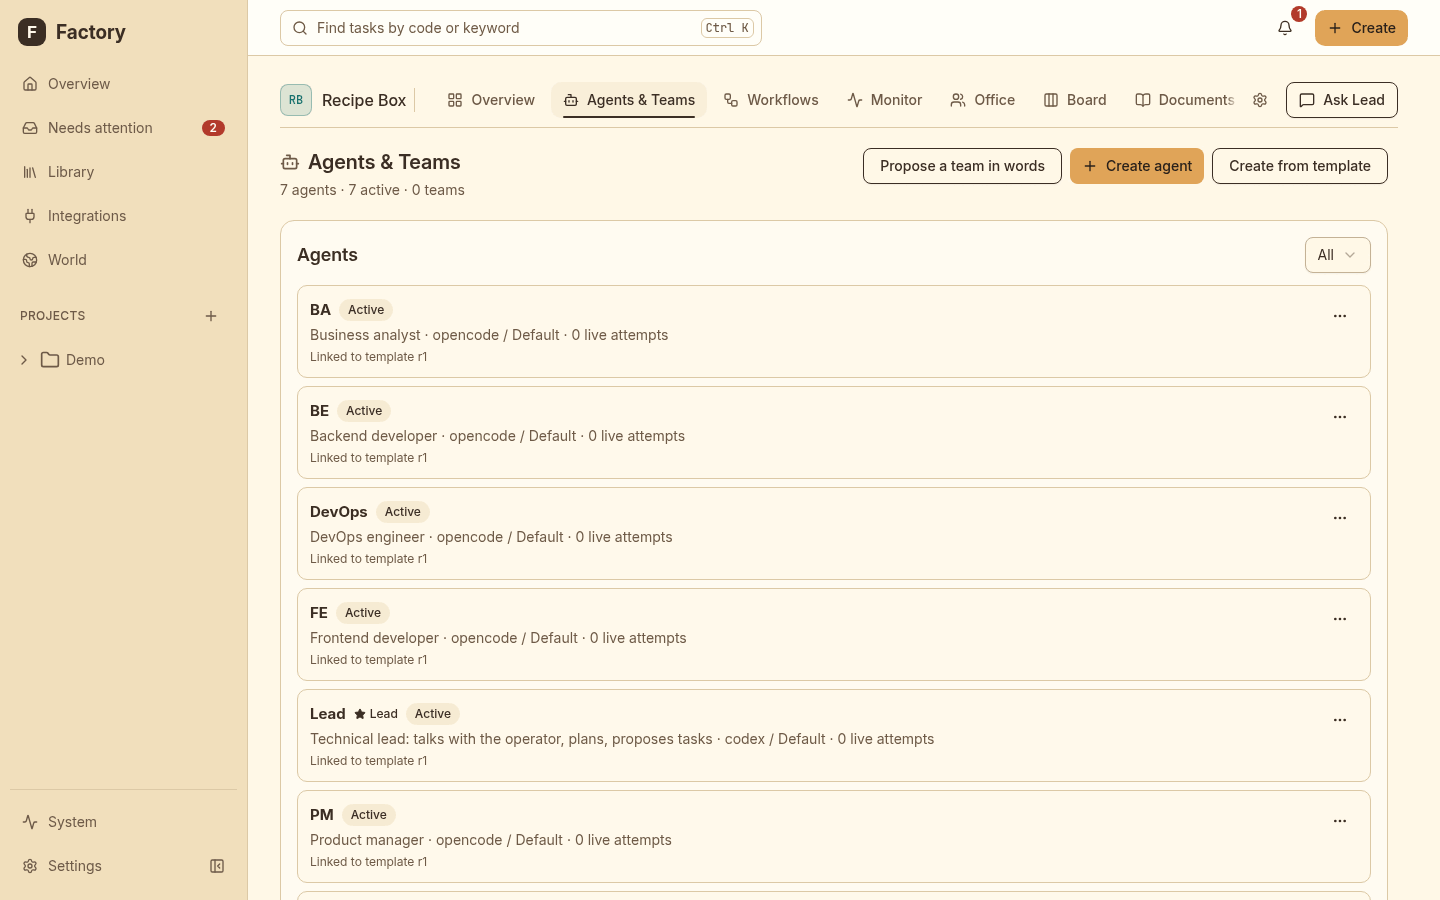 F Factory
Overview
Needs attention 2
Library
Integrations
World
PROJECTS
Demo
System
Settings
Find tasks by code or keyword Ctrl K
1
Create
RB Recipe Box
Overview
Agents & Teams
Workflows
Monitor
Office
Board
Documents
Ask Lead
Agents & Teams
7 agents · 7 active · 0 teams
Propose a team in words
Create agent
Create from template
Agents
All
BA Active
Business analyst · opencode / Default · 0 live attempts
Linked to template r1
BE Active
Backend developer · opencode / Default · 0 live attempts
Linked to template r1
DevOps Active
DevOps engineer · opencode / Default · 0 live attempts
Linked to template r1
FE Active
Frontend developer · opencode / Default · 0 live attempts
Linked to template r1
Lead Lead Active
Technical lead: talks with the operator, plans, proposes tasks · codex / Default · 0 live attempts
Linked to template r1
PM Active
Product manager · opencode / Default · 0 live attempts
Linked to template r1